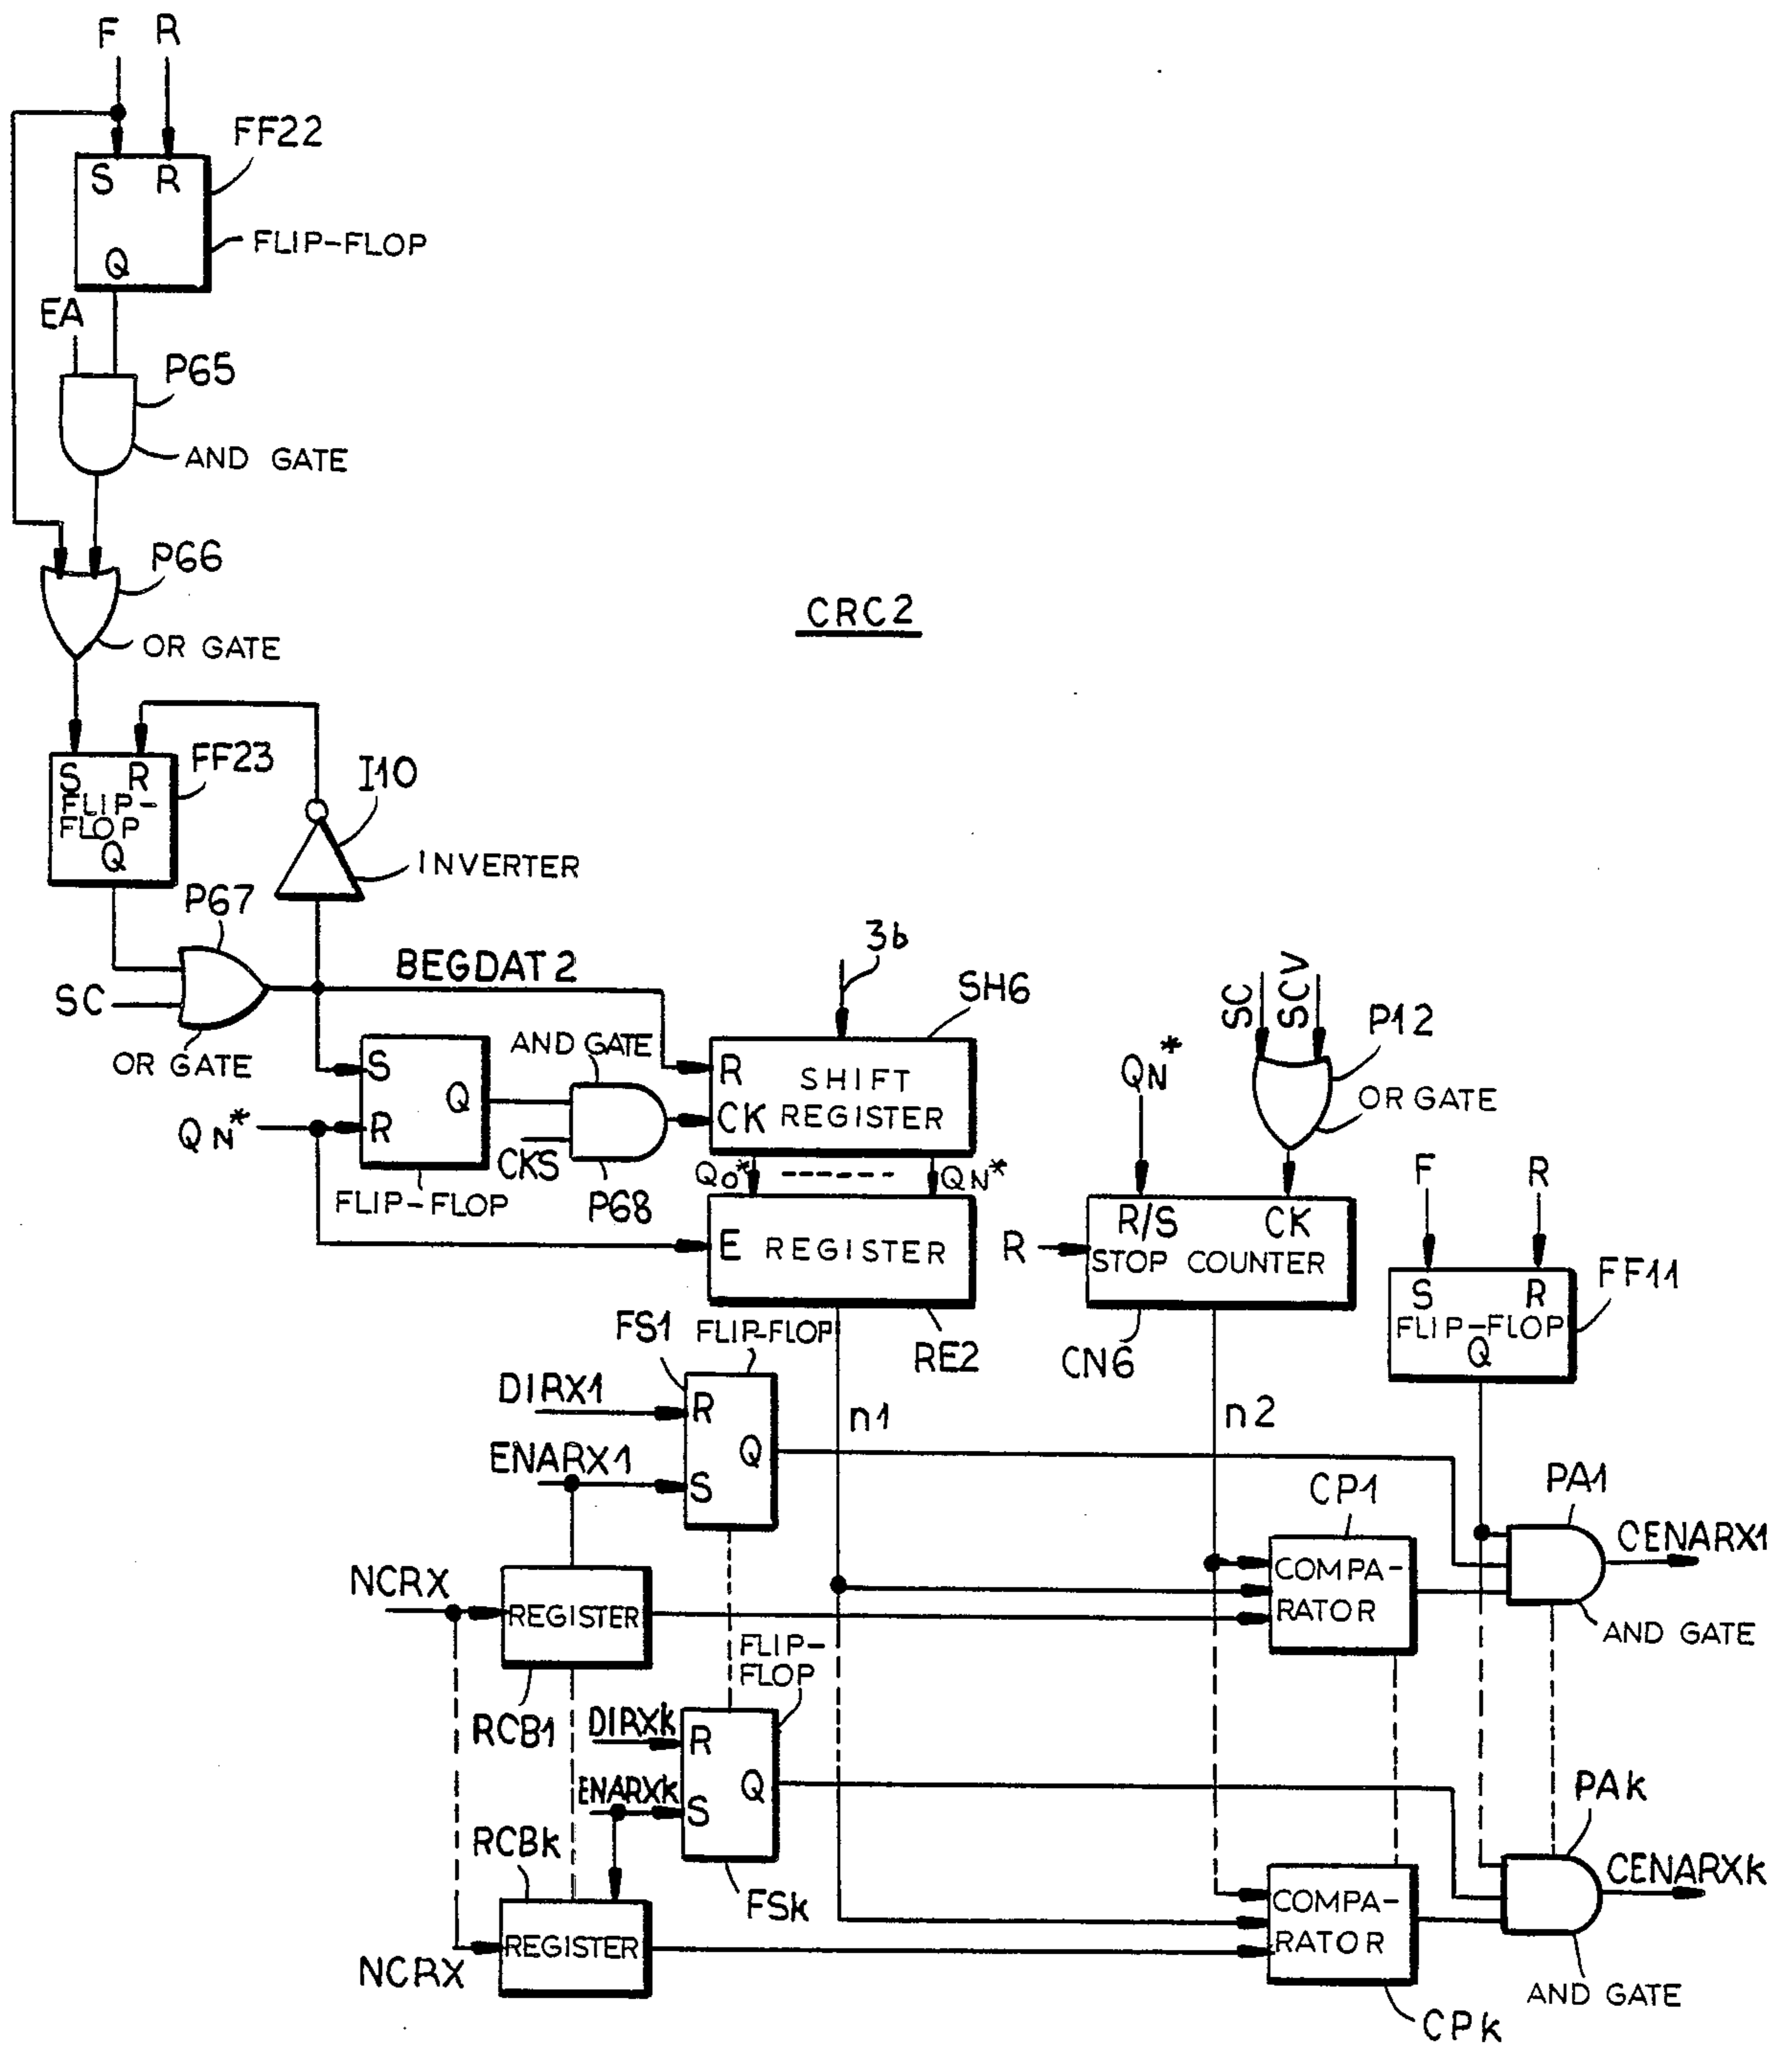 F R
FF22
S R
FLIP-FLOP
Q
EA
P65
AND GATE
P66
OR GATE
CRC2
S R
FLIP-
FLOP
Q
FF23
I10
INVERTER
P67
SC
OR GATE
BEGDAT2
3b
SH6
SC
SCV
P12
OR GATE
S
Q
R
QN*
FLIP-FLOP
AND GATE
CKS
P68
R SHIFT
CK REGISTER
Q0* QN*
E REGISTER
RE2
QN*
R/S CK
R
STOP COUNTER
CN6
F R
FF11
S R
FLIP-FLOP
Q
FS1
FLIP-FLOP
DIRX1
R
Q
ENARX1
S
n1
n2
CP1
COMPA-
RATOR
PA1
CENARX1
AND GATE
NCRX
REGISTER
RCB1
FLIP-
FLOP
DIRXk
R
Q
ENARXk
S
FSk
RCBk
REGISTER
NCRX
COMPA-
RATOR
CPk
PAk
CENARXk
AND GATE